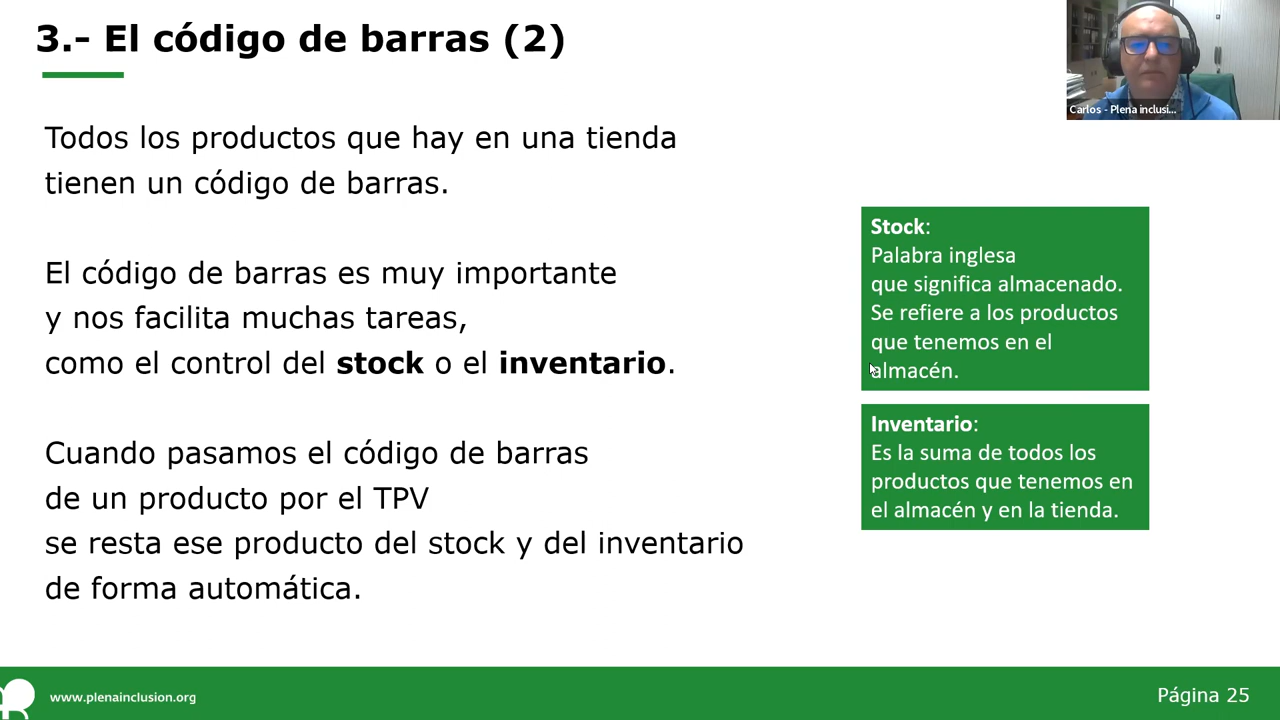 3.- El código de barras (2)
Carlos - Plena inclusi...
Todos los productos que hay en una tienda
tienen un código de barras.
El código de barras es muy importante
y nos facilita muchas tareas,
como el control del stock o el inventario.
Cuando pasamos el código de barras
de un producto por el TPV
se resta ese producto del stock y del inventario
de forma automática.
Stock:
Palabra inglesa
que significa almacenado.
Se refiere a los productos
que tenemos en el
almacén.
Inventario:
Es la suma de todos los
productos que tenemos en
el almacén y en la tienda.
www.plenainclusion.org
Página 25